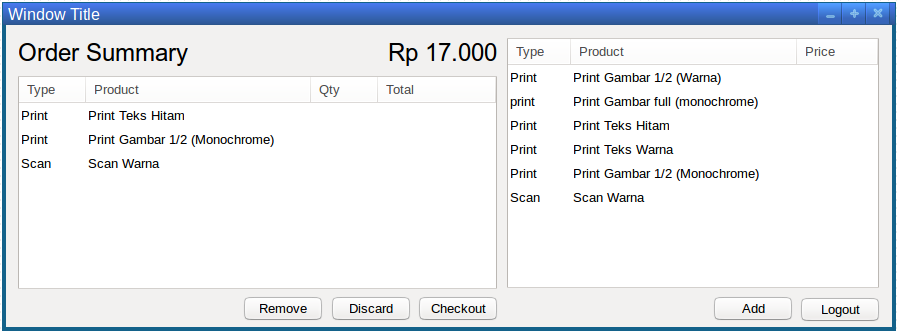 Window Title
Order Summary Rp 17.000
Type Product Qty Total
Print Print Teks Hitam
Print Print Gambar 1/2 (Monochrome)
Scan Scan Warna
Remove Discard Checkout
Type Product Price
Print Print Gambar 1/2 (Warna)
print Print Gambar full (monochrome)
Print Print Teks Hitam
Print Print Teks Warna
Print Print Gambar 1/2 (Monochrome)
Scan Scan Warna
Add Logout